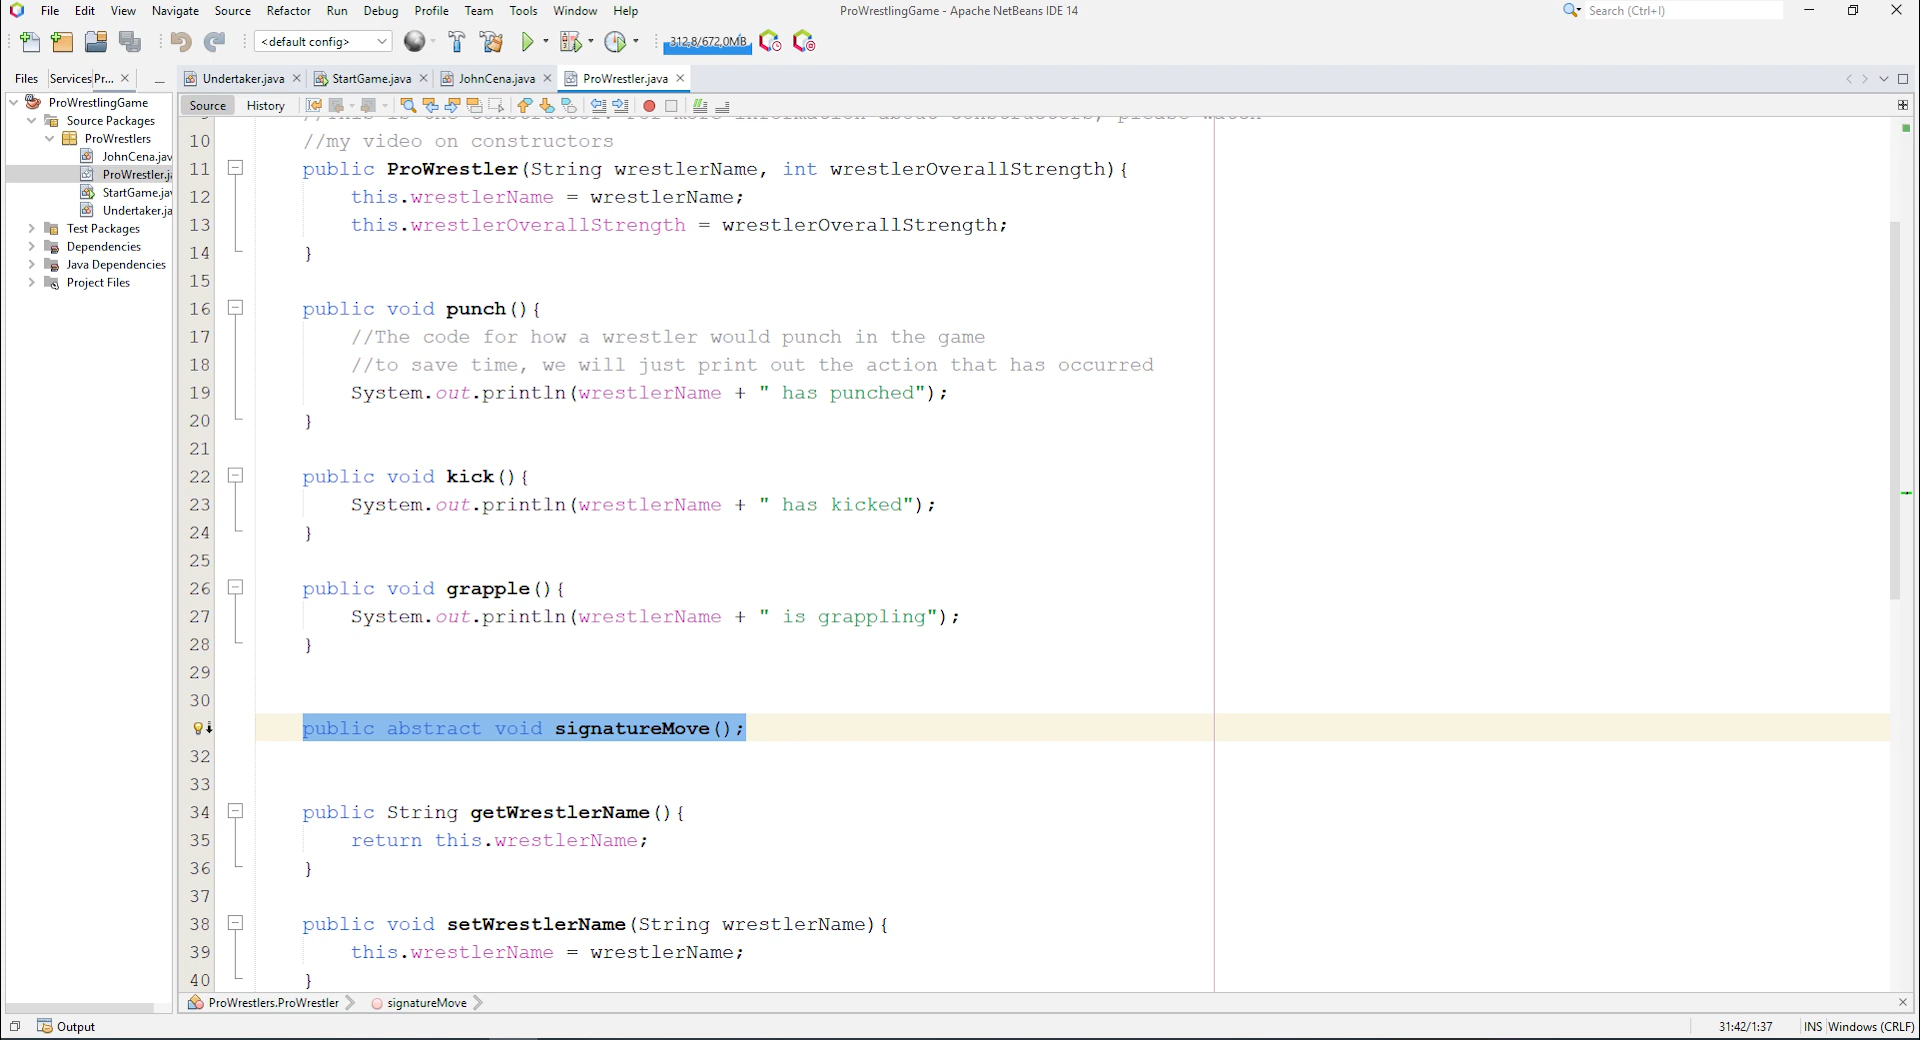 File Edit View Navigate Source Refactor Run Debug Profile Team Tools Window Help
ProWrestlingGame - Apache NetBeans IDE 14
Search (Ctrl+I)
<default config>
312,8/672,0MB
Files Services Pr...
Undertaker.java StartGame.java JohnCena.java ProWrestler.java
ProWrestlingGame
Source Packages
ProWrestlers
JohnCena.jav
ProWrestler.j
StartGame.ja
Undertaker.ja
Test Packages
Dependencies
Java Dependencies
Project Files
Source History
10 //my video on constructors
11 public ProWrestler(String wrestlerName, int wrestlerOverallStrength){
12 this.wrestlerName = wrestlerName;
13 this.wrestlerOverallStrength = wrestlerOverallStrength;
14 }
15
16 public void punch(){
17 //The code for how a wrestler would punch in the game
18 //to save time, we will just print out the action that has occurred
19 System.out.println(wrestlerName + " has punched");
20 }
21
22 public void kick(){
23 System.out.println(wrestlerName + " has kicked");
24 }
25
26 public void grapple(){
27 System.out.println(wrestlerName + " is grappling");
28 }
29
30
public abstract void signatureMove();
32
33
34 public String getWrestlerName(){
35 return this.wrestlerName;
36 }
37
38 public void setWrestlerName(String wrestlerName){
39 this.wrestlerName = wrestlerName;
40 }
ProWrestlers.ProWrestler signatureMove
Output
31:42/1:37 INS Windows (CRLF)